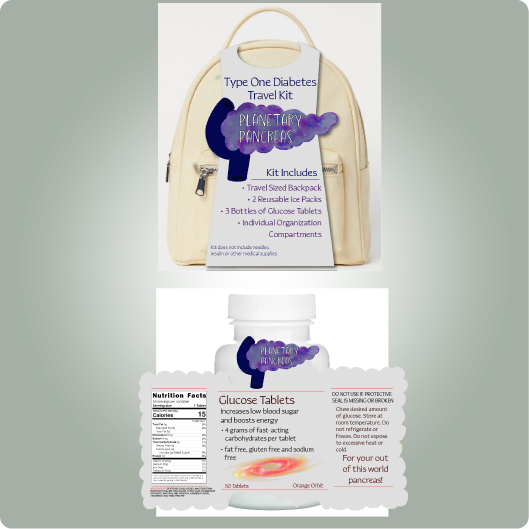 Type One Diabetes
Travel Kit
PLANETARY
PANCREAS
Kit Includes
• Travel Sized Backpack
• 2 Reusable Ice Packs
• 3 Bottles of Glucose Tablets
• Individual Organization
Compartments
Kit does not include needles,
insulin or other medical supplies
PLANETARY
PANCREAS
Nutrition Facts
Calories 15
Glucose Tablets
Increases low blood sugar
and boosts energy
• 4 grams of fast-acting
carbohydrates per tablet
• fat free, gluten free and sodium
free
50 Tablets
Orange Orbit
DO NOT USE IF PROTECTIVE
SEAL IS MISSING OR BROKEN
Chew desired amount
of glucose. Store at
room temperature. Do
not refrigerate or
freeze. Do not expose
to excessive heat or
cold.
For your out
of this world
pancreas!